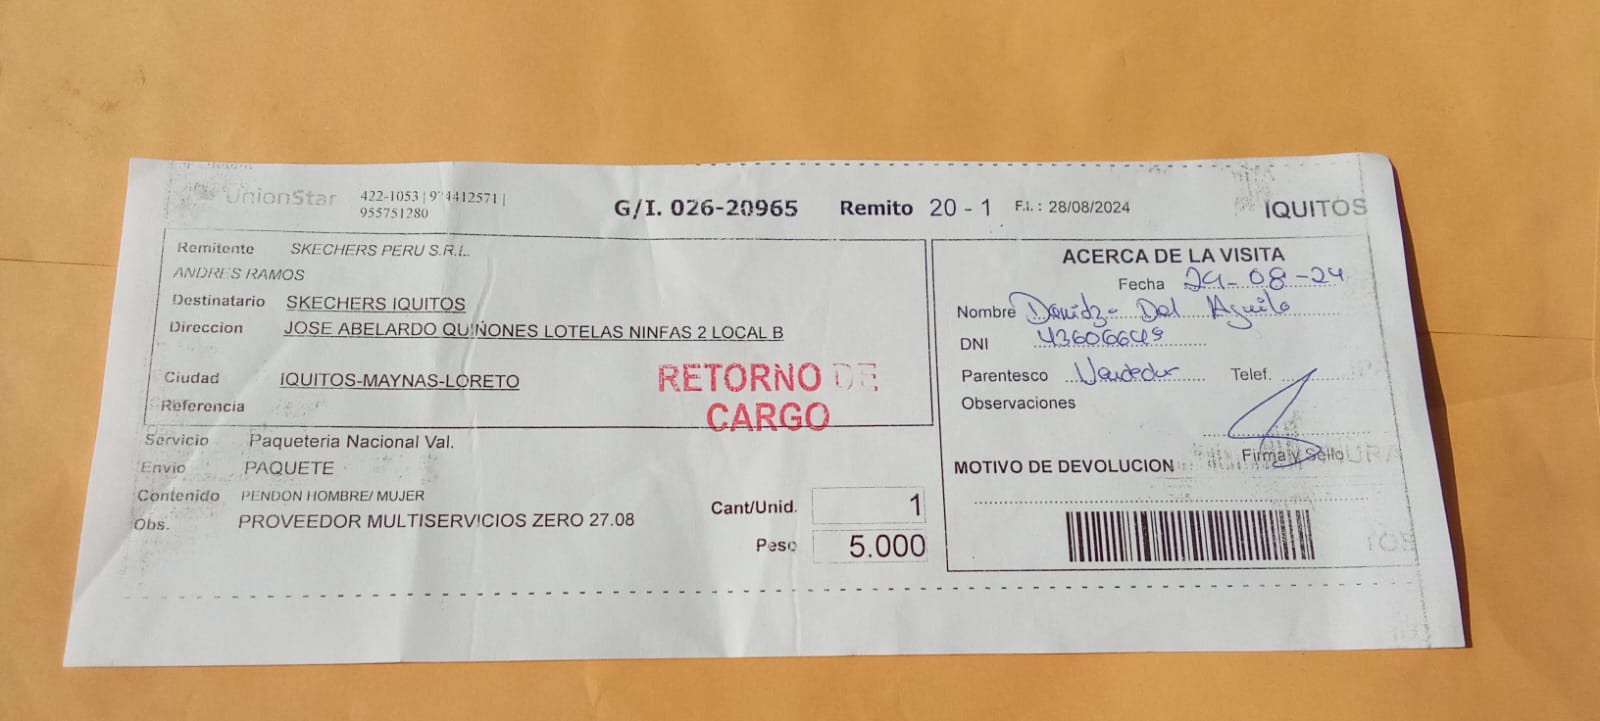 UnionStar
422-1053 | 9 4412571 |
955751280
G/I. 026-20965 Remito 20 - 1 F.I. : 28/08/2024
IQUITOS
Remitente SKECHERS PERU S.R.L.
ANDRES RAMOS
Destinatario SKECHERS IQUITOS
Direccion JOSE ABELARDO QUIÑONES LOTELAS NINFAS 2 LOCAL B
Ciudad IQUITOS-MAYNAS-LORETO
Referencia
RETORNO DE
CARGO
Servicio Paqueteria Nacional Val.
Envio PAQUETE
Contenido PENDON HOMBRE/ MUJER
Obs. PROVEEDOR MULTISERVICIOS ZERO 27.08
Cant/Unid. 1
Peso 5.000
ACERCA DE LA VISITA
Fecha 29-08-24
Nombre Del Aguila
DNI 43606649
Parentesco Vendedor Telef.
Observaciones
Firma y Sello
MOTIVO DE DEVOLUCION